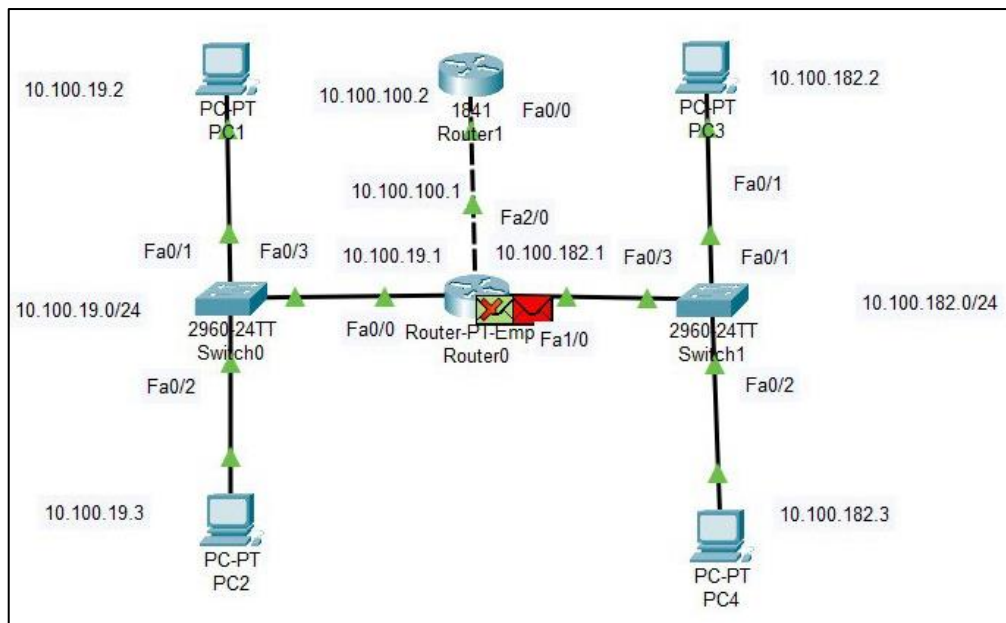 10.100.19.2
PC-PT
PC1
10.100.100.2
1841
Router1
Fa0/0
PC-PT
PC3
10.100.182.2
Fa0/1
10.100.100.1
Fa2/0
Fa0/1
Fa0/3
10.100.19.1
10.100.182.1
Fa0/3
Fa0/1
10.100.19.0/24
2960-24TT
Switch0
Fa0/0
Router-PT-Emp
Router0
Fa1/0
2960-24TT
Switch1
10.100.182.0/24
Fa0/2
Fa0/2
10.100.19.3
PC-PT
PC2
10.100.182.3
PC-PT
PC4